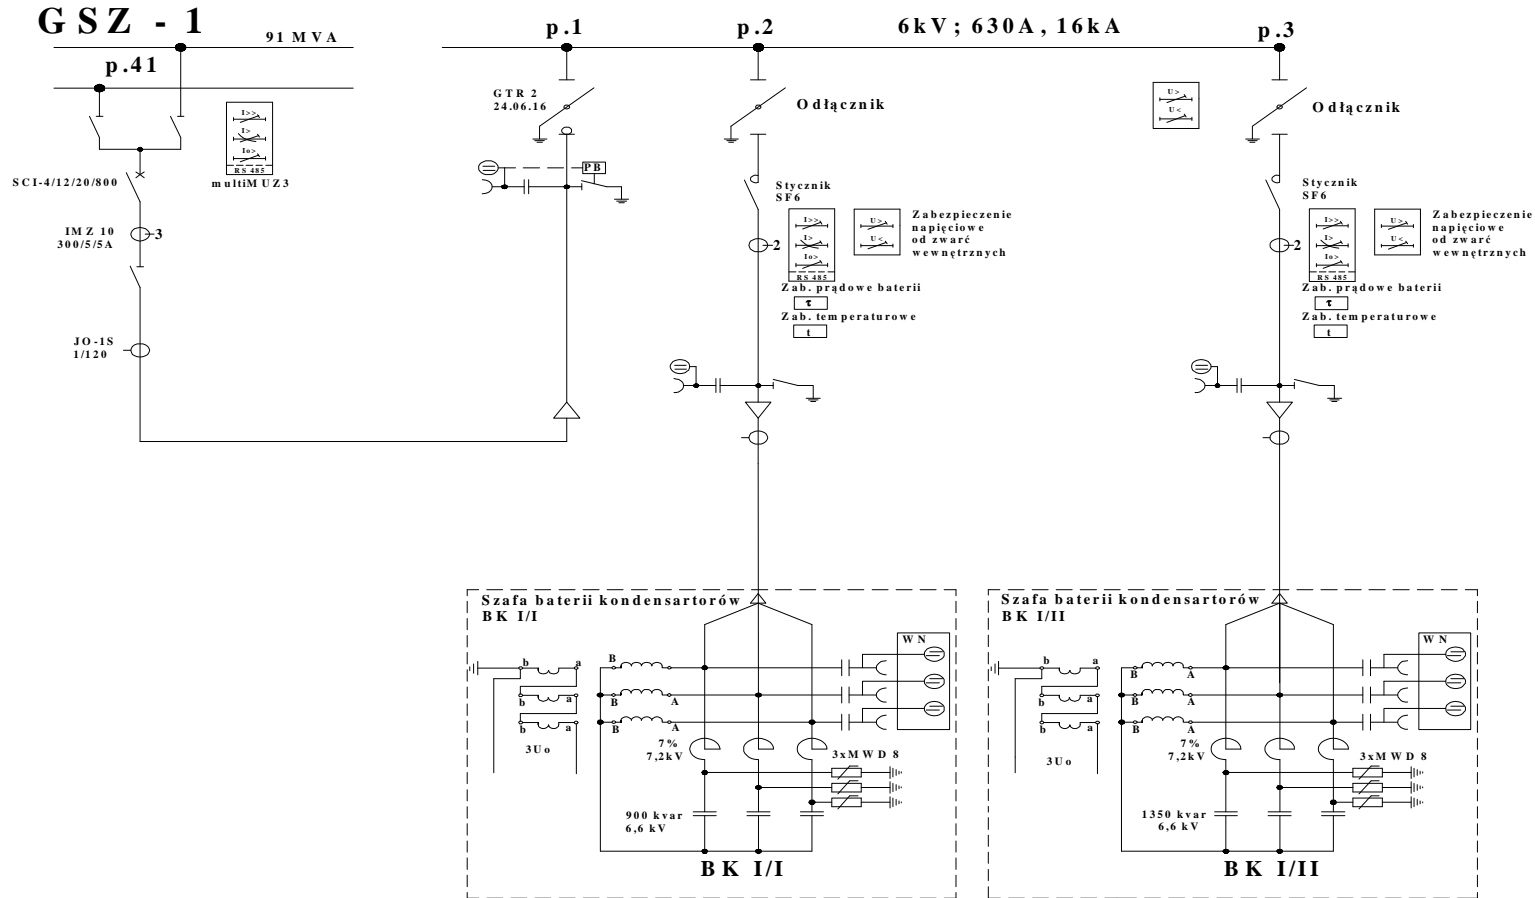 GSZ - 1
91 MVA
p.41
p.1
p.2
6kV; 630A, 16kA
p.3
I>>
I>
Io>
RS 485
multiMUZ3
SCI-4/12/20/800
IMZ 10
300/5/5A
3
JO-1S
1/120
GTR 2
24.06.16
PB
Odłącznik
Stycznik
SF6
I>>
I>
Io>
RS 485
U>
U<
Zabezpieczenie
napięciowe
od zwarć
wewnętrznych
2
Zab. prądowe baterii
τ
Zab. temperaturowe
t
U>
U<
Odłącznik
Stycznik
SF6
I>>
I>
Io>
RS 485
U>
U<
Zabezpieczenie
napięciowe
od zwarć
wewnętrznych
2
Zab. prądowe baterii
τ
Zab. temperaturowe
t
Szafa baterii kondensartorów
BK I/I
WN
b a
b a
b a
3Uo
B
B A
B A
7%
7,2kV
3xMWD 8
900 kvar
6,6 kV
BK I/I
Szafa baterii kondensartorów
BK I/II
WN
b a
b a
b a
3Uo
B A
B A
B A
7%
7,2kV
3xMWD 8
1350 kvar
6,6 kV
BK I/II